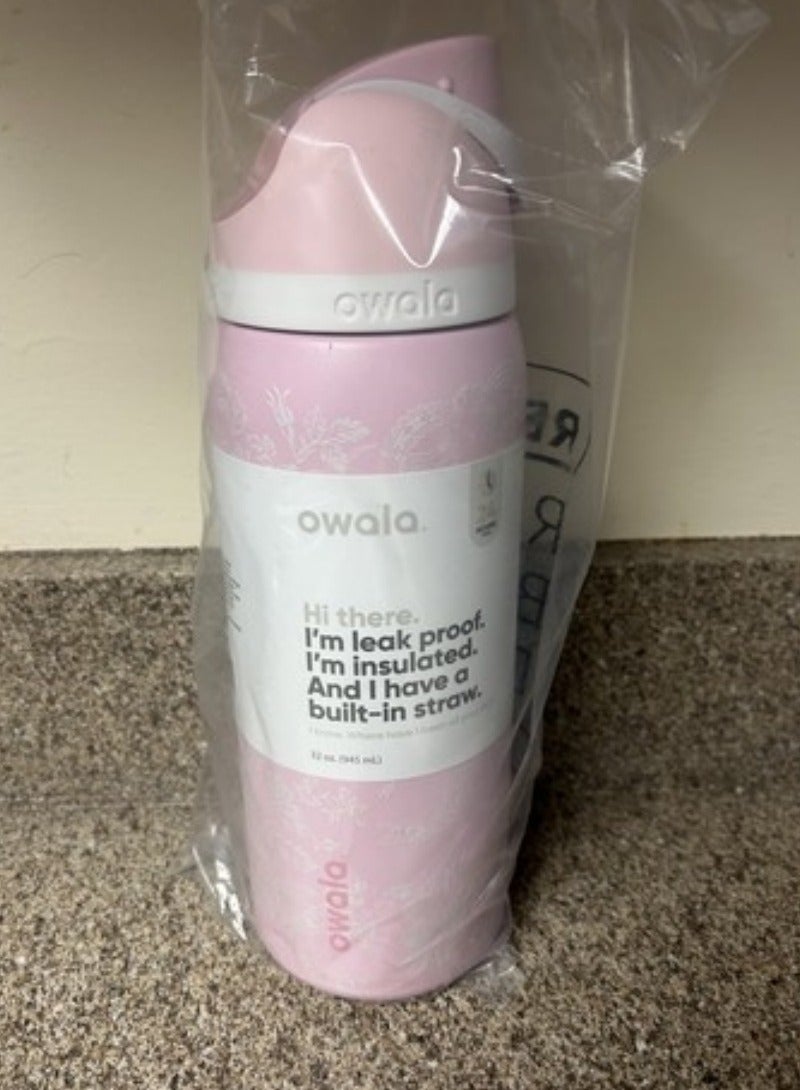 owala
owala.
Hi there.
I'm leak proof.
I'm insulated.
And I have a
built-in straw.
32 oz. (945 mL)
owala